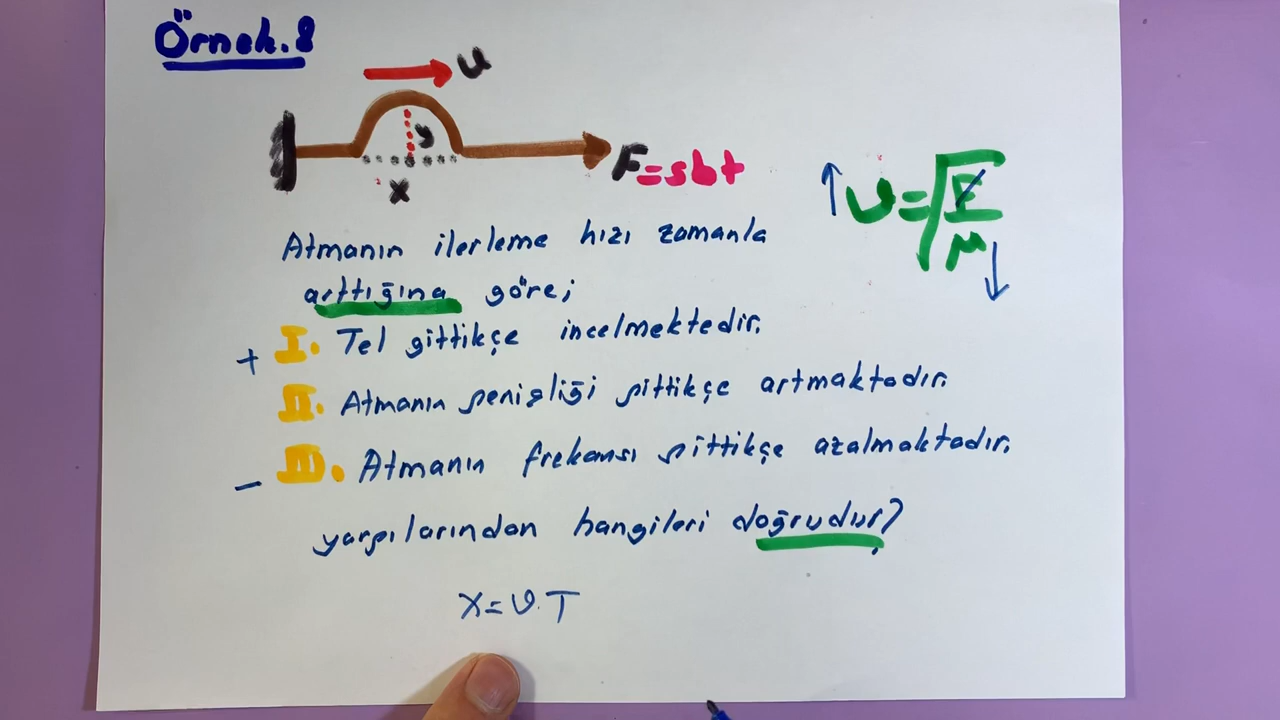 Örnek.8
υ
y
F=sbt
x
↑υ=√F/μ↓
Atmanın ilerleme hızı zamanla
arttığına göre;
+ I. Tel gittikçe incelmektedir.
II. Atmanın genişliği gittikçe artmaktadır.
- III. Atmanın frekansı gittikçe azalmaktadır.
yargılarından hangileri doğrudur?
x=υ.T